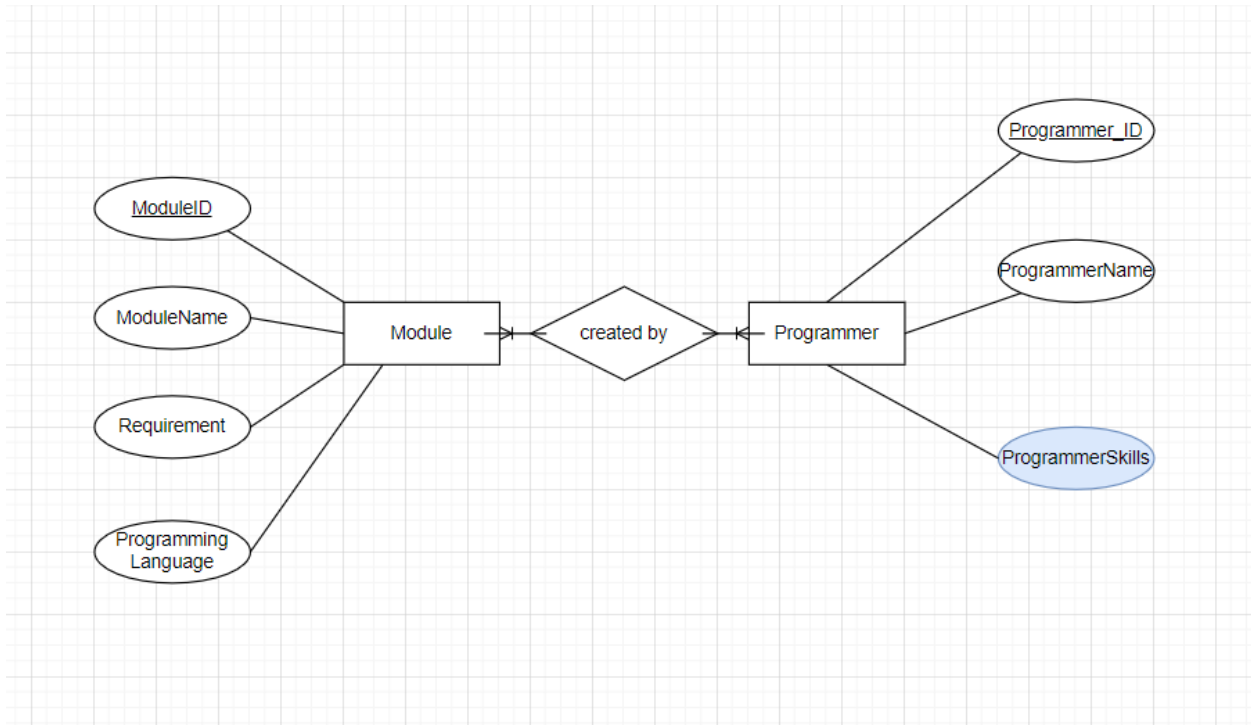 Programmer_ID
ModuleID
ProgrammerName
ModuleName
Module
created by
Programmer
Requirement
ProgrammerSkills
Programming
Language